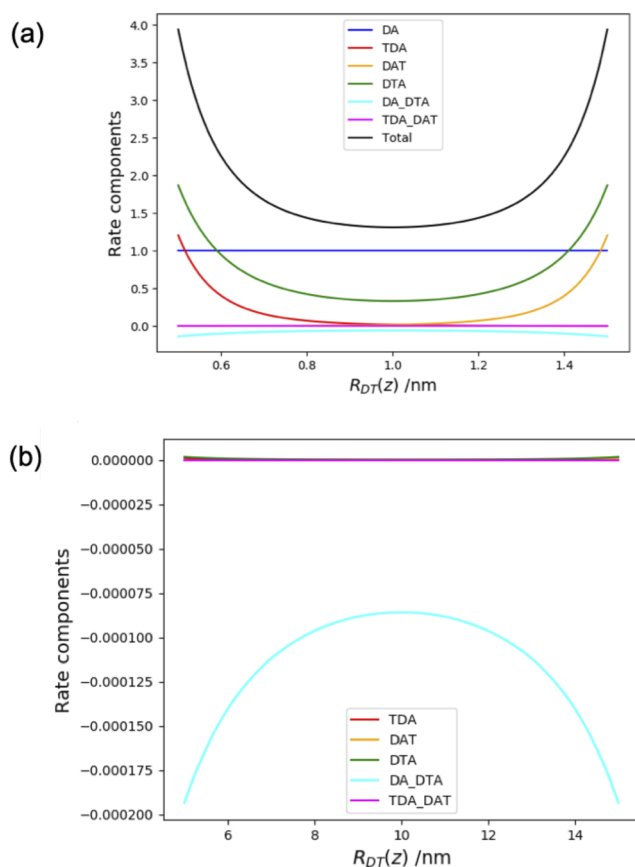 (a)
4.0
3.5
3.0
2.5
2.0
1.5
1.0
0.5
0.0
Rate components
DA
TDA
DAT
DTA
DA_DTA
TDA_DAT
Total
0.6 0.8 1.0 1.2 1.4
R_DT(z) /nm
(b)
0.000000
−0.000025
−0.000050
−0.000075
−0.000100
−0.000125
−0.000150
−0.000175
−0.000200
Rate components
TDA
DAT
DTA
DA_DTA
TDA_DAT
6 8 10 12 14
R_DT(z) /nm